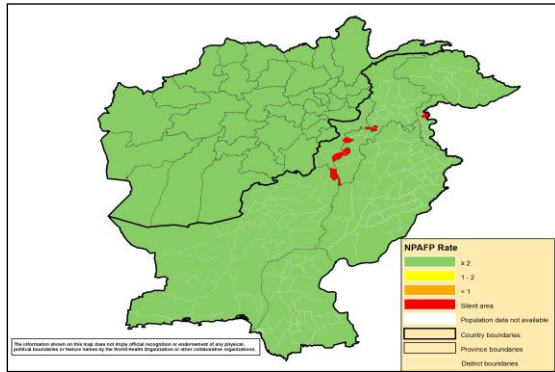 NPAFP Rate
≥ 2
1 - 2
< 1
Silent area
Population data not available
Country boundaries
Province boundaries
District boundaries
The information shown on this map does not imply official recognition or endorsement of any physical,
political boundaries or feature names by the World Health Organization or other collaborative organizations.